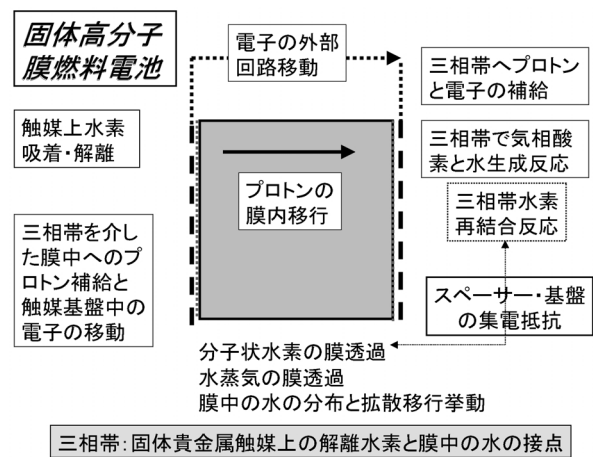 固体高分子
膜燃料電池
電子の外部
回路移動
三相帯へプロトン
と電子の補給
触媒上水素
吸着・解離
三相帯で気相酸
素と水生成反応
プロトンの
膜内移行
三相帯水素
再結合反応
三相帯を介し
た膜中へのプ
ロトン補給と
触媒基盤中の
電子の移動
スペーサー・基盤
の集電抵抗
分子状水素の膜透過
水蒸気の膜透過
膜中の水の分布と拡散移行挙動
三相帯：固体貴金属触媒上の解離水素と膜中の水の接点